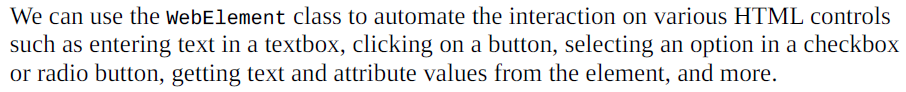 We can use the WebElement class to automate the interaction on various HTML controls
such as entering text in a textbox, clicking on a button, selecting an option in a checkbox
or radio button, getting text and attribute values from the element, and more.